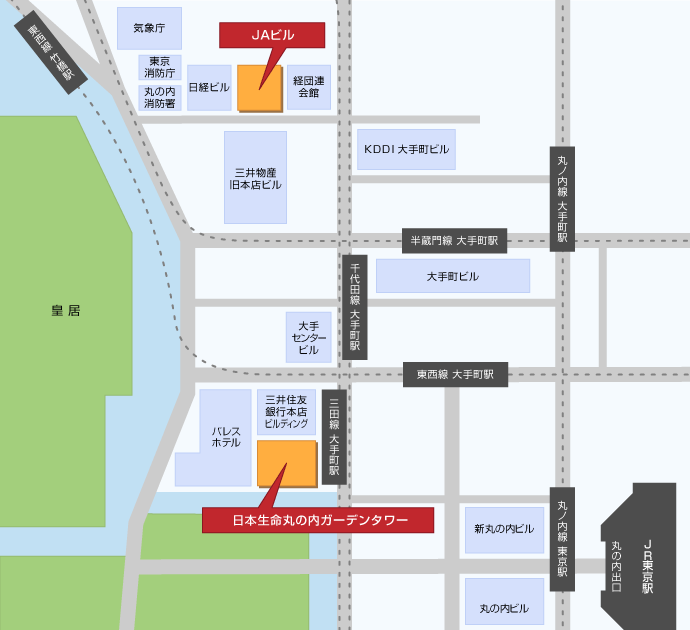 気象庁
JAビル
東西線 竹橋駅
東京
消防庁
丸の内
消防署
日経ビル
経団連
会館
KDDI 大手町ビル
三井物産
旧本店ビル
丸ノ内線 大手町駅
半蔵門線 大手町駅
千代田線 大手町駅
大手町ビル
皇居
大手
センター
ビル
東西線 大手町駅
三井住友
銀行本店
ビルディング
三田線 大手町駅
パレス
ホテル
日本生命丸の内ガーデンタワー
新丸の内ビル
丸ノ内線 東京駅
丸の内出口
JR東京駅
丸の内ビル